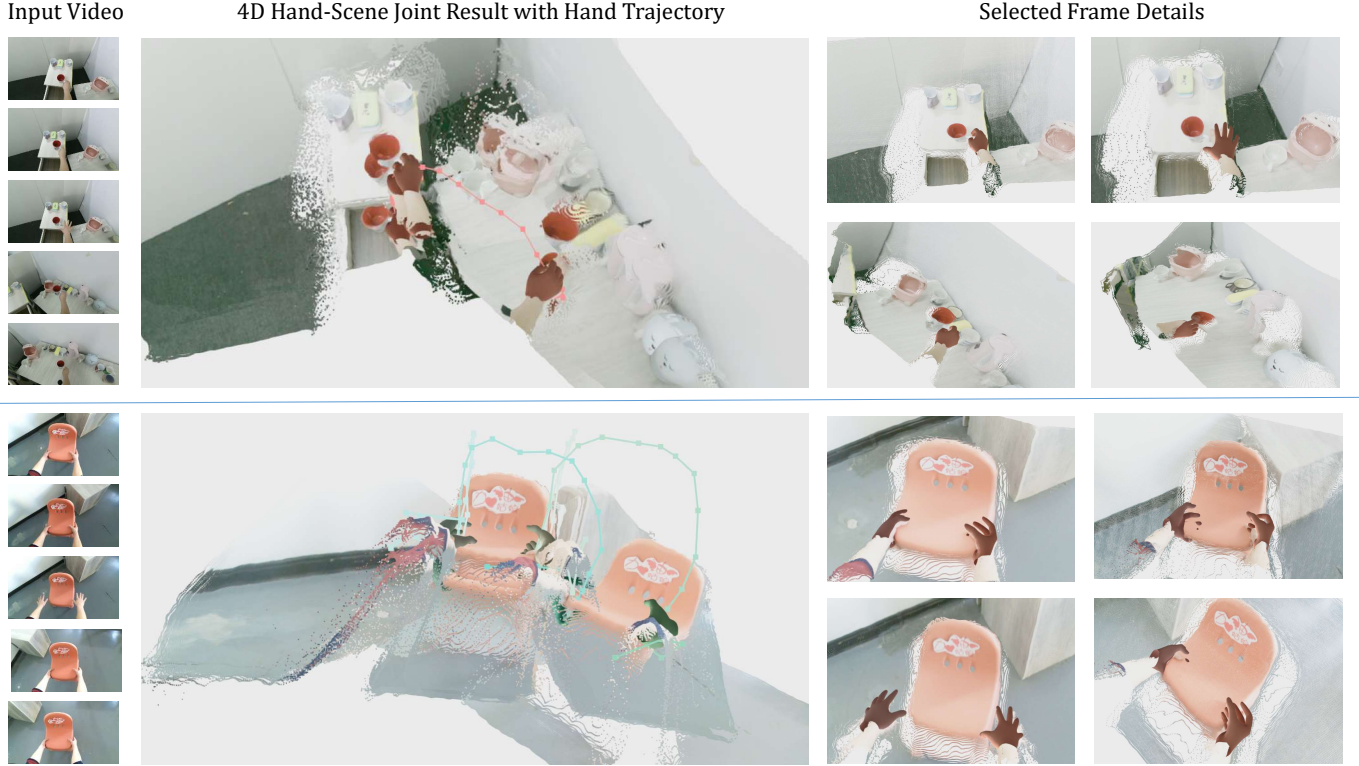 Input Video
4D Hand-Scene Joint Result with Hand Trajectory
Selected Frame Details